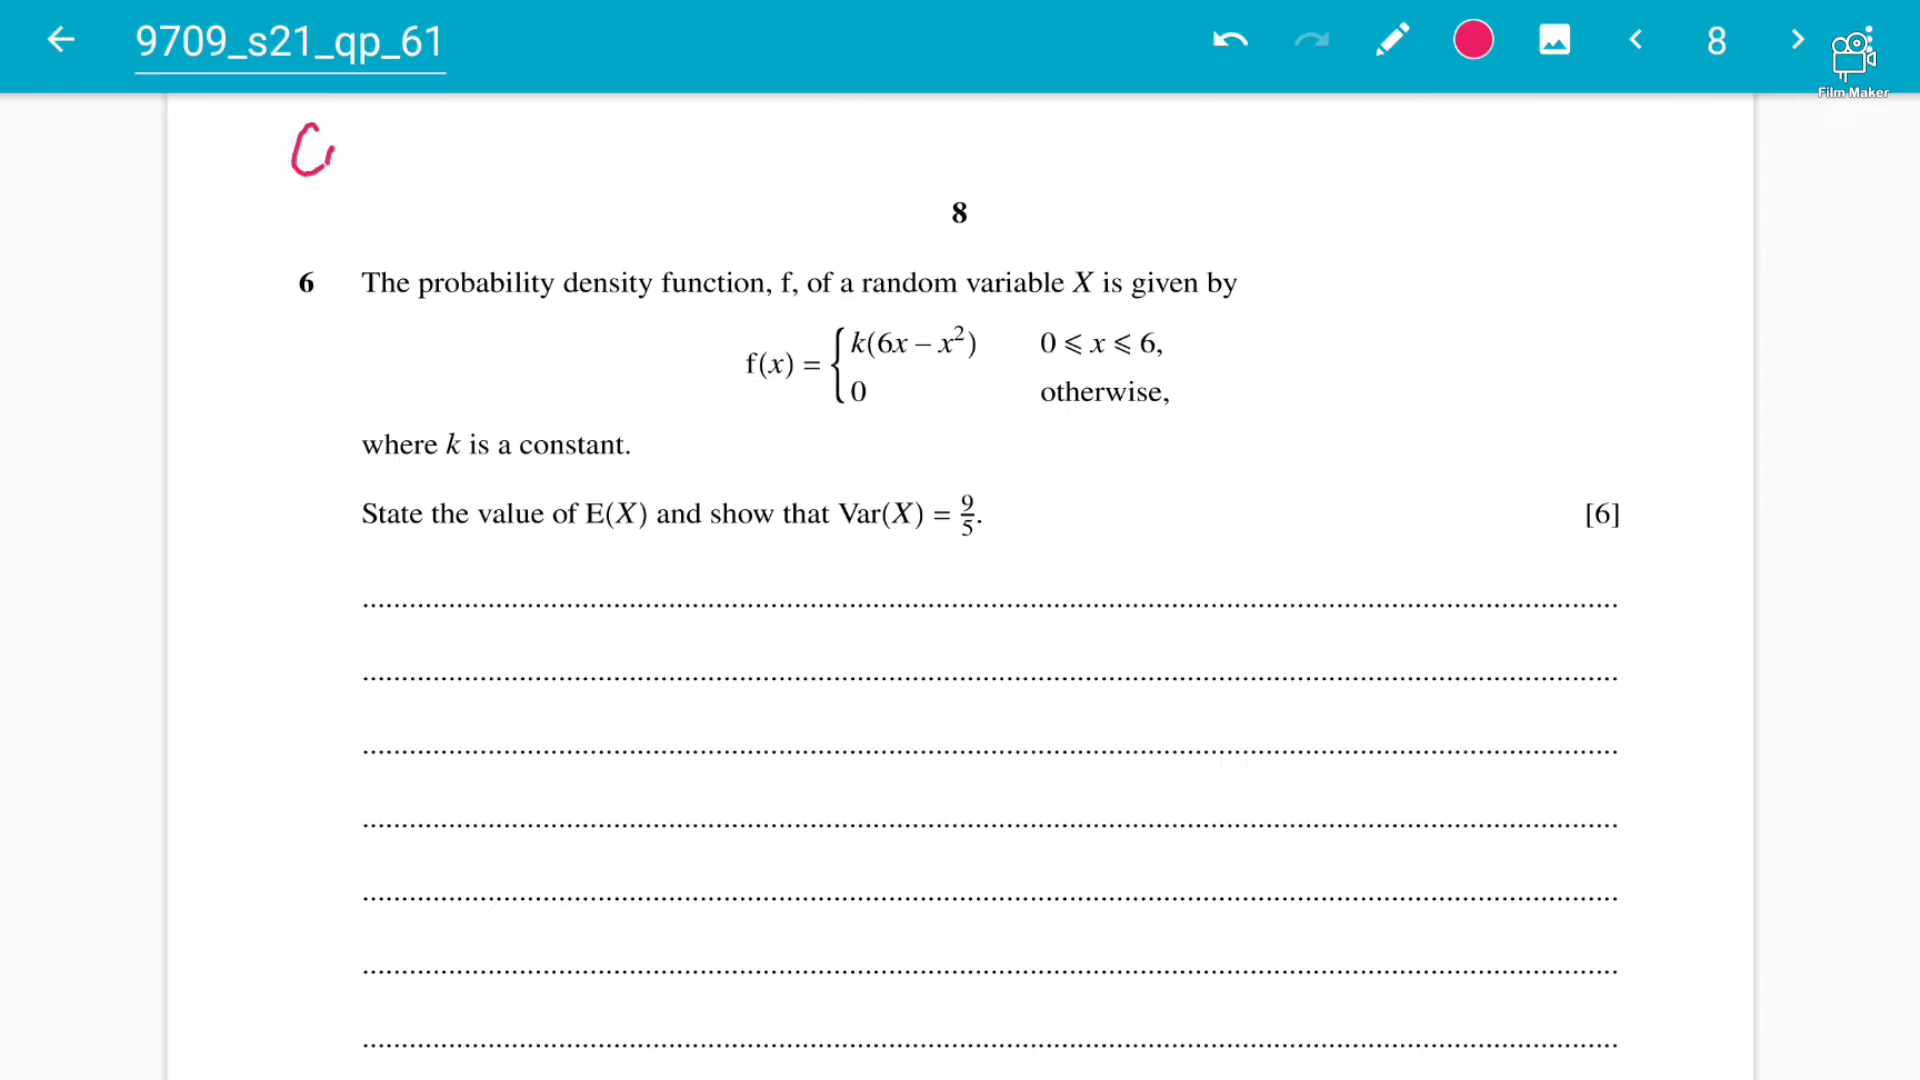 9709_s21_qp_61
8
Film Maker
8
6 The probability density function, f, of a random variable X is given by
f(x) = { k(6x – x²) 0 ⩽ x ⩽ 6,
0 otherwise,
where k is a constant.
State the value of E(X) and show that Var(X) = 9/5. [6]